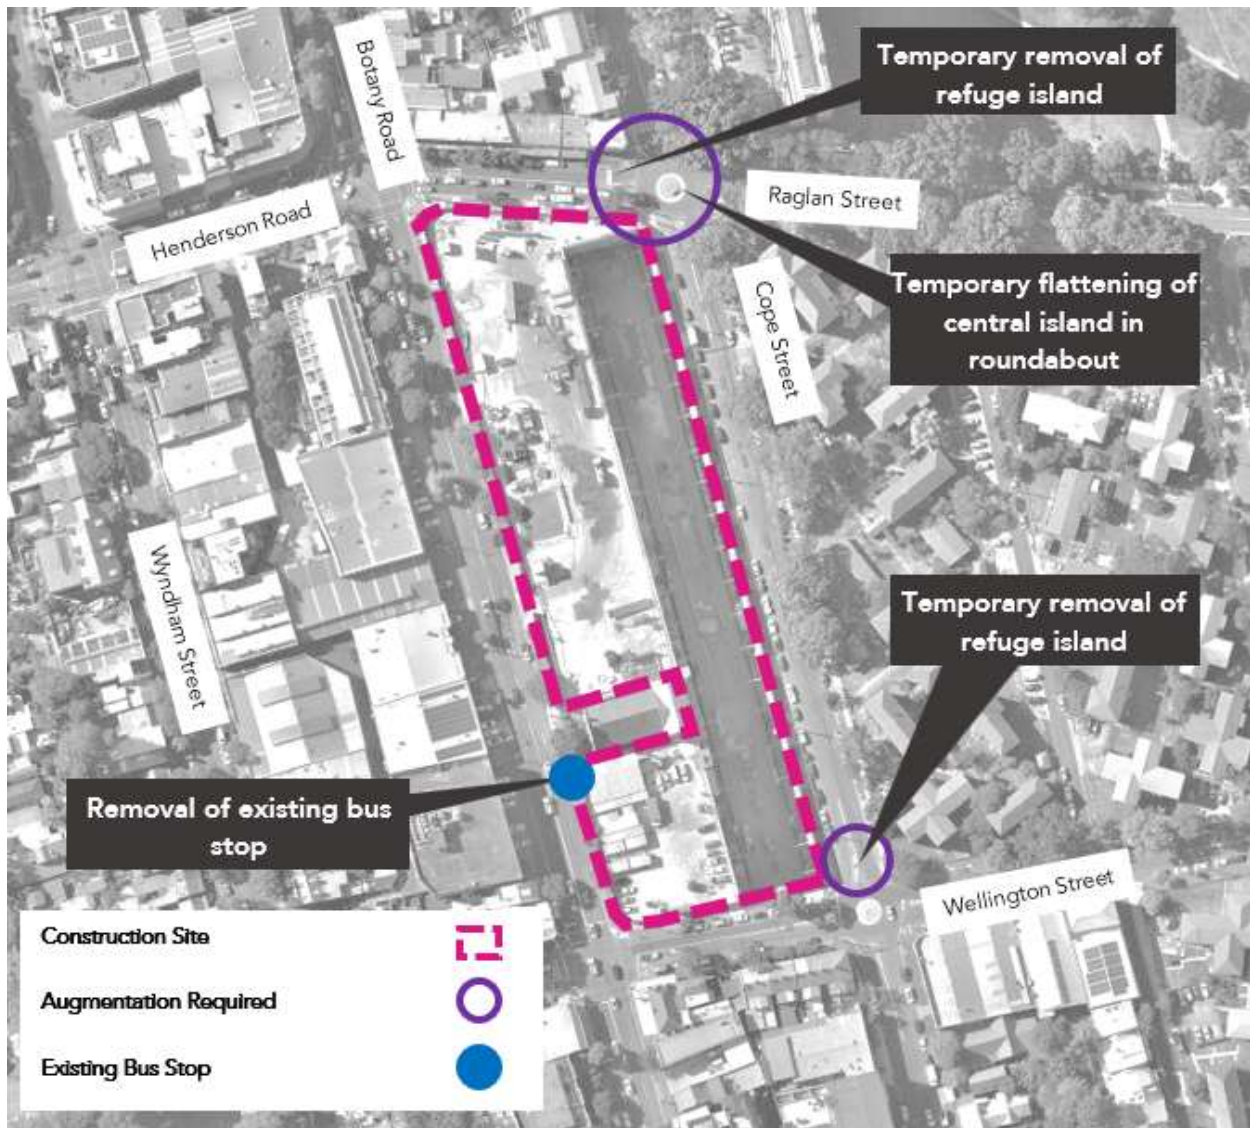 Temporary removal of
refuge island
Botany Road
Henderson Road
Raglan Street
Temporary flattening of
central island in
roundabout
Cope Street
Wyndham Street
Temporary removal of
refuge island
Removal of existing bus
stop
Wellington Street
Construction Site
Augmentation Required
Existing Bus Stop